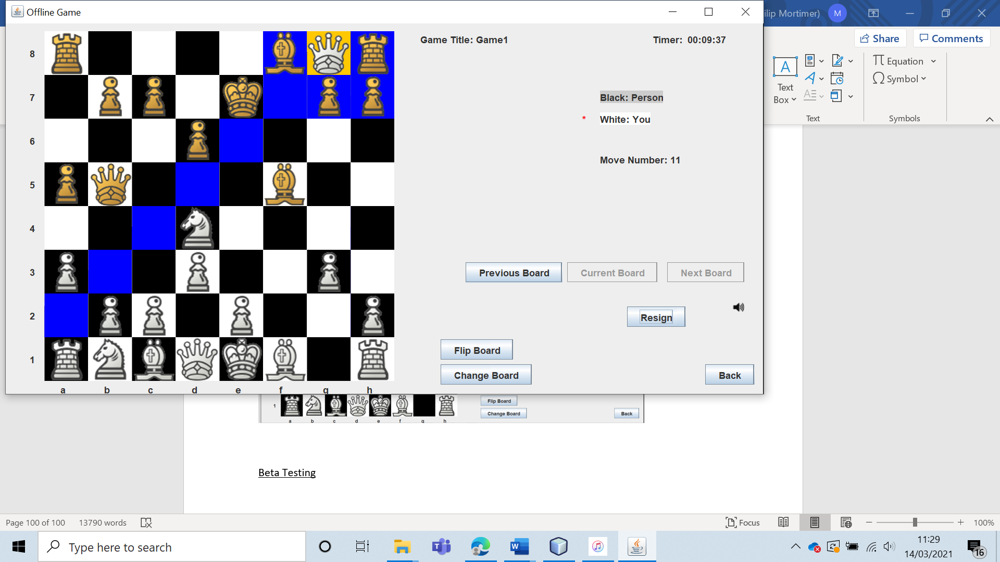 Offline Game
ilip Mortimer)
M
Share
Comments
8
7
6
5
4
3
2
1
a
b
c
d
e
f
g
h
Game Title: Game1
Timer: 00:09:37
Black: Person
* White: You
Move Number: 11
Previous Board
Current Board
Next Board
Resign
Flip Board
Change Board
Back
A
Text
Box
A
Equation
Symbol
Text
Symbols
1
a
b
c
d
e
f
g
h
Flip Board
Change Board
Back
Beta Testing
Page 100 of 100
13790 words
Focus
100%
Type here to search
T
W
11:29
14/03/2021
16